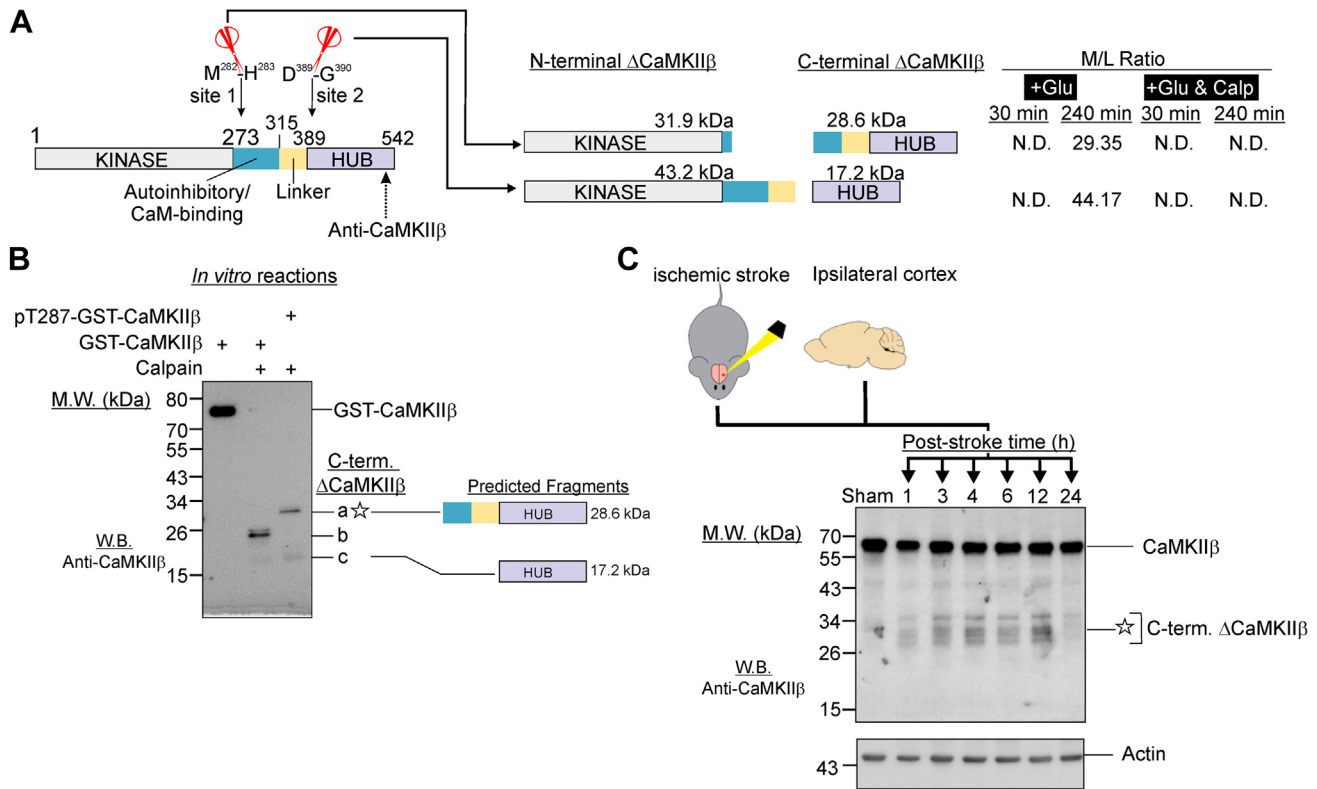 A
M²⁸²-H²⁸³ D³⁸⁹-G³⁹⁰
site 1 site 2
1 273 315 389 542
KINASE HUB
Autoinhibitory/
CaM-binding
Linker
Anti-CaMKIIβ
N-terminal ΔCaMKIIβ
C-terminal ΔCaMKIIβ
31.9 kDa
KINASE
28.6 kDa
HUB
43.2 kDa
KINASE
17.2 kDa
HUB
M/L Ratio
+Glu +Glu & Calp
30 min 240 min 30 min 240 min
N.D. 29.35 N.D. N.D.
N.D. 44.17 N.D. N.D.
B
In vitro reactions
pT287-GST-CaMKIIβ +
GST-CaMKIIβ + +
Calpain + +
M.W. (kDa)
80
70
55
43
34
26
15
W.B.
Anti-CaMKIIβ
GST-CaMKIIβ
C-term.
ΔCaMKIIβ
a☆
b
c
Predicted Fragments
HUB 28.6 kDa
HUB 17.2 kDa
C
ischemic stroke
Ipsilateral cortex
Post-stroke time (h)
Sham 1 3 4 6 12 24
M.W. (kDa)
70
55
43
34
26
15
W.B.
Anti-CaMKIIβ
CaMKIIβ
☆ C-term. ΔCaMKIIβ
43
Actin